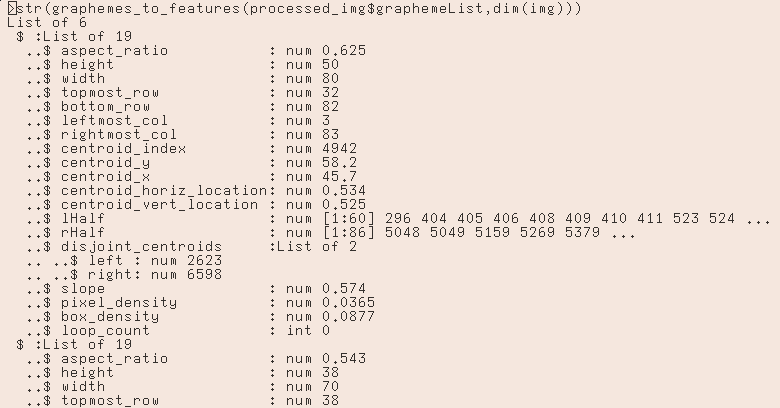 >str(graphemes_to_features(processed_img$graphemeList,dim(img)))
List of 6
 $ :List of 19
  ..$ aspect_ratio          : num 0.625
  ..$ height                : num 50
  ..$ width                 : num 80
  ..$ topmost_row           : num 32
  ..$ bottom_row            : num 82
  ..$ leftmost_col          : num 3
  ..$ rightmost_col         : num 83
  ..$ centroid_index        : num 4942
  ..$ centroid_y            : num 58.2
  ..$ centroid_x            : num 45.7
  ..$ centroid_horiz_location: num 0.534
  ..$ centroid_vert_location : num 0.525
  ..$ lHalf                 : num [1:60] 296 404 405 406 408 409 410 411 523 524 ...
  ..$ rHalf                 : num [1:86] 5048 5049 5159 5269 5379 ...
  ..$ disjoint_centroids    :List of 2
  .. ..$ left : num 2623
  .. ..$ right: num 6598
  ..$ slope                 : num 0.574
  ..$ pixel_density         : num 0.0365
  ..$ box_density           : num 0.0877
  ..$ loop_count            : int 0
 $ :List of 19
  ..$ aspect_ratio          : num 0.543
  ..$ height                : num 38
  ..$ width                 : num 70
  ..$ topmost_row           : num 38